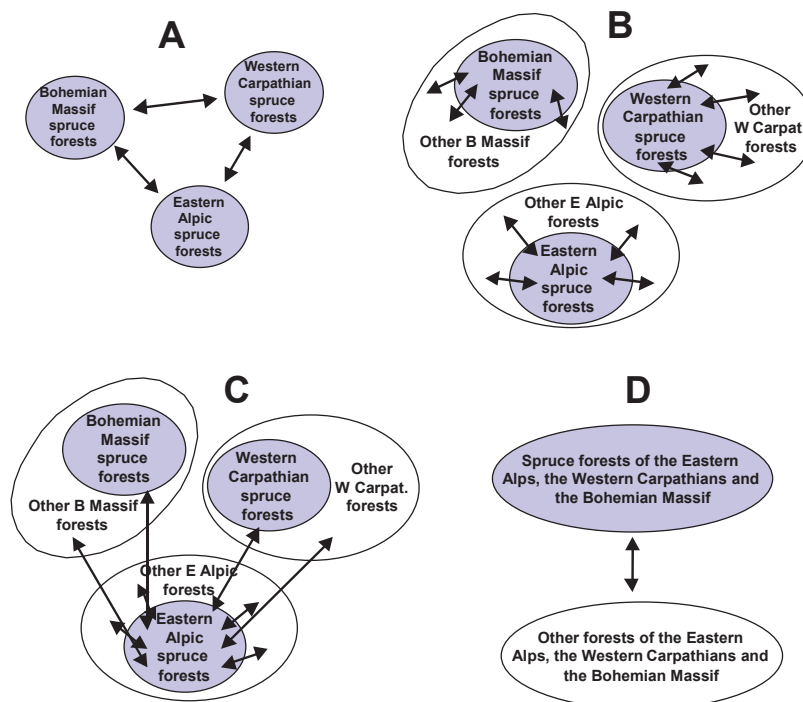 A
Bohemian
Massif
spruce
forests
Western
Carpathian
spruce
forests
Eastern
Alpic
spruce
forests
B
Bohemian
Massif
spruce
forests
Other B Massif
forests
Western
Carpathian
spruce
forests
Other
W Carpat.
forests
Other E Alpic
forests
Eastern
Alpic
spruce
forests
C
Bohemian
Massif
spruce
forests
Other B Massif
forests
Western
Carpathian
spruce
forests
Other
W Carpat.
forests
Other E Alpic
forests
Eastern
Alpic
spruce
forests
D
Spruce forests of the Eastern
Alps, the Western Carpathians and
the Bohemian Massif
Other forests of the Eastern
Alps, the Western Carpathians and
the Bohemian Massif